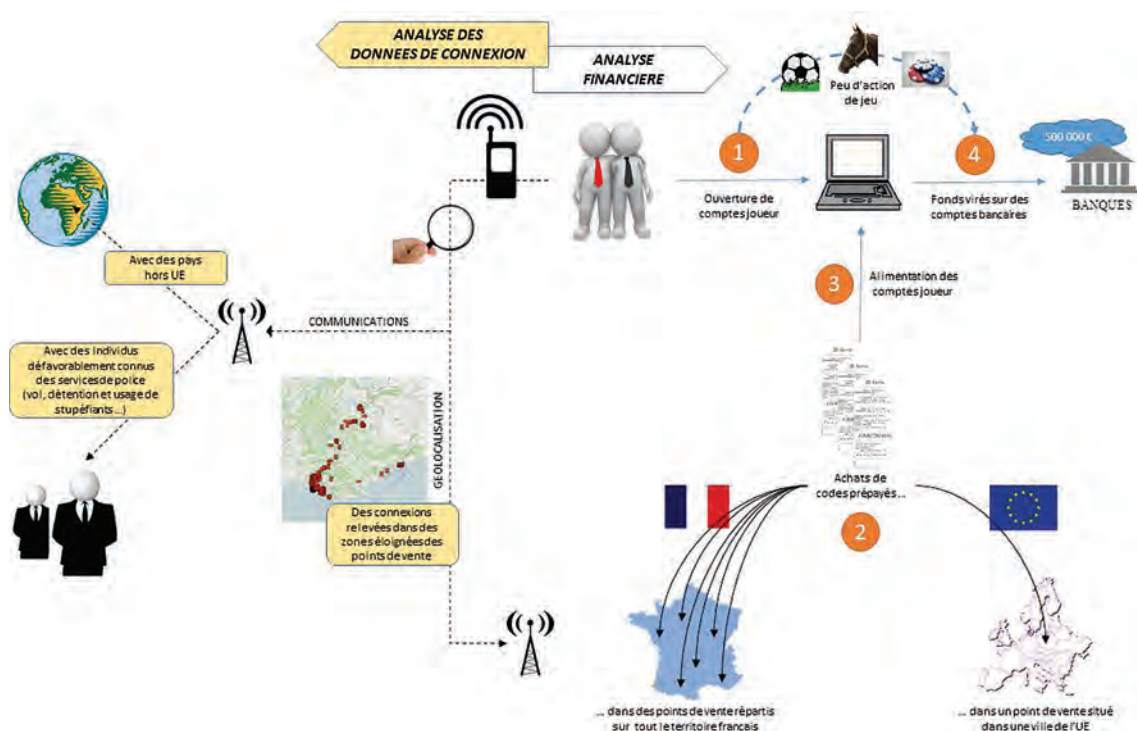 ANALYSE DES
DONNEES DE CONNEXION
ANALYSE
FINANCIERE
Peu d'action
de jeu
1
4
500 000 €
Ouverture de
comptes joueur
Fonds virés sur des
comptes bancaires
BANQUES
Avec des pays
hors UE
3
Alimentation des
comptes joueur
COMMUNICATIONS
Avec des individus
défavorablement connus
des services de police
(vol, détention et usage de
stupéfiants ...)
GEOLOCALISATION
Achats de
codes prépayés ...
2
Des connexions
relevées dans des
zones éloignées des
points de vente
... dans des points de vente répartis
sur tout le territoire francais
... dans un point de vente situé
dans une ville de l'UE